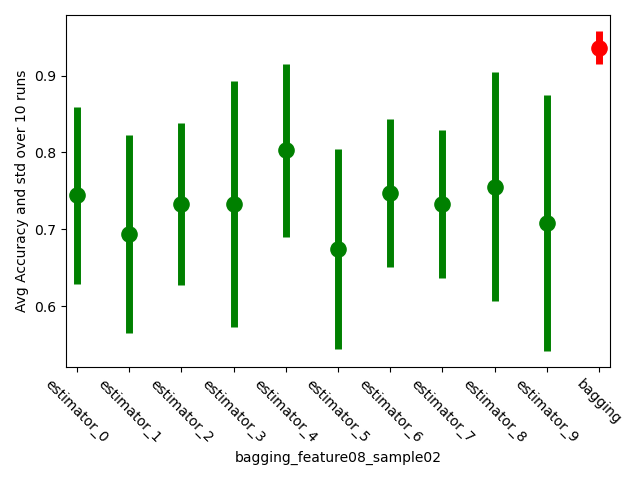 Avg Accuracy and std over 10 runs
0.9
0.8
0.7
0.6
estimator_0
estimator_1
estimator_2
estimator_3
estimator_4
estimator_5
estimator_6
estimator_7
estimator_8
estimator_9
bagging
bagging_feature08_sample02